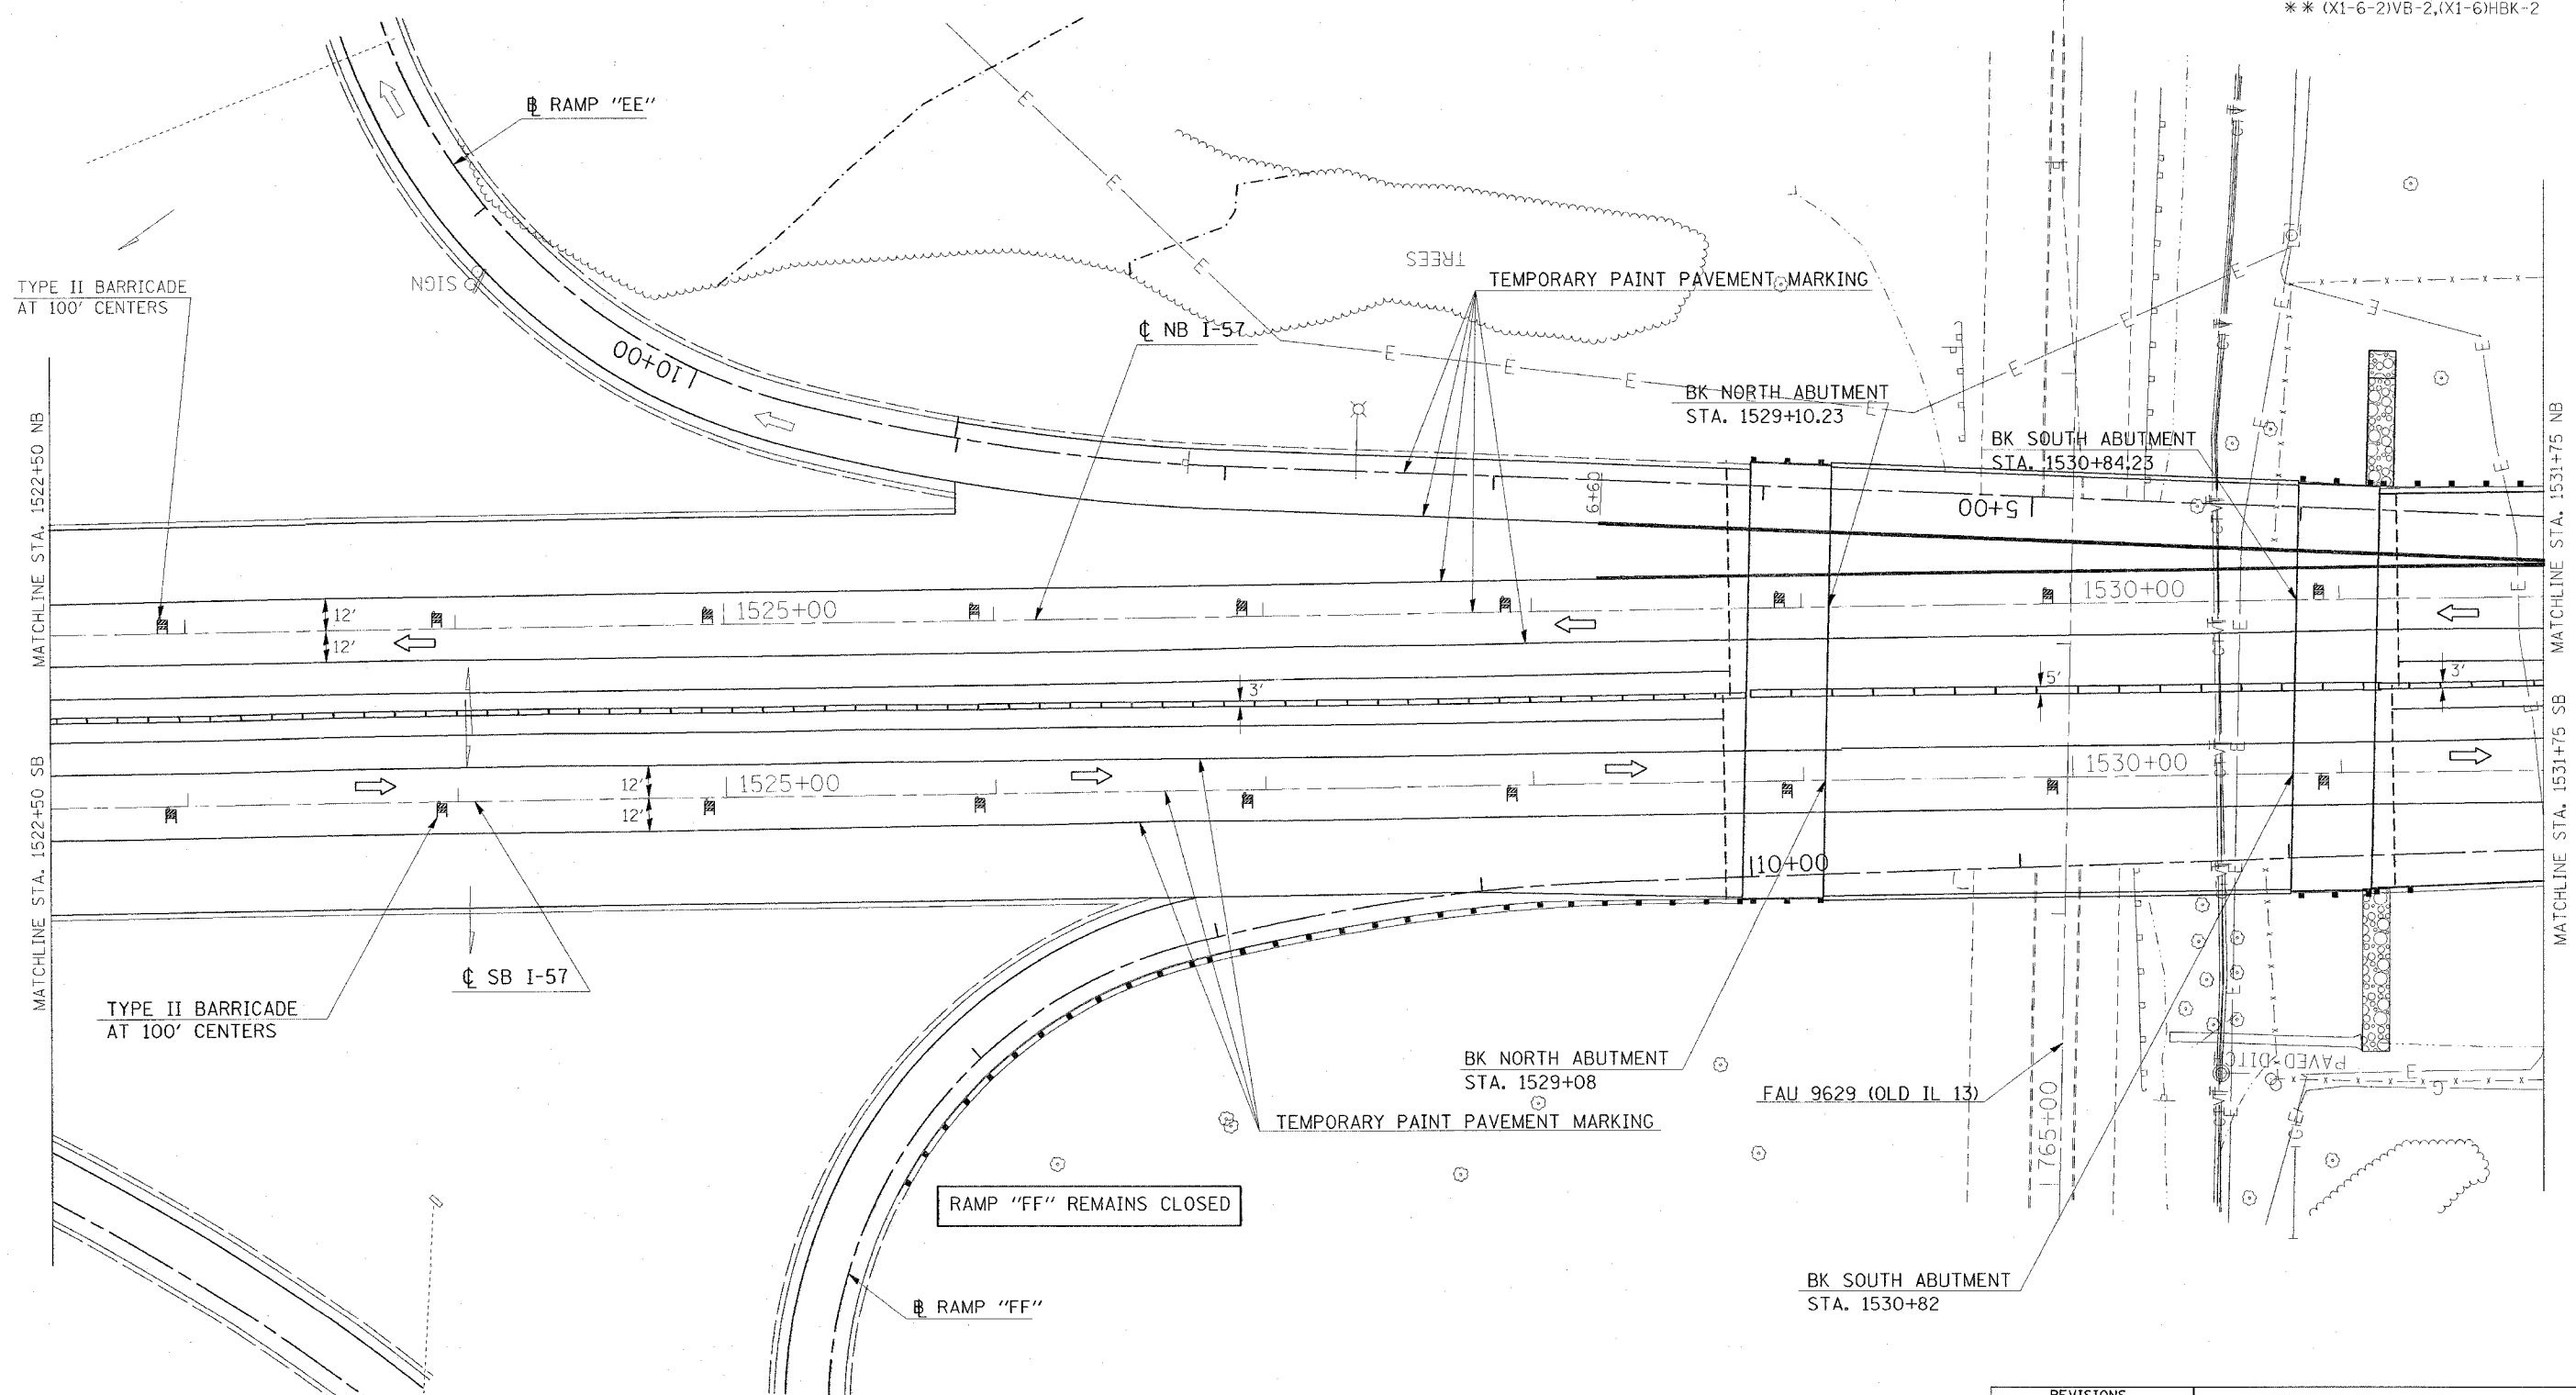 ** (X1-6-2)VB-2,(X1-6)HBK-2
℄ RAMP "EE"
SIGN
TREES
TYPE II BARRICADE
AT 100' CENTERS
TEMPORARY PAINT PAVEMENT MARKING
℄ NB I-57
10+00
BK NORTH ABUTMENT
STA. 1529+10.23
BK SOUTH ABUTMENT
STA. 1530+84.23
MATCHLINE STA. 1522+50 NB
MATCHLINE STA. 1531+75 NB
6+60
5+00
12'
12'
1525+00
1530+00
3'
5'
3'
MATCHLINE STA. 1522+50 SB
MATCHLINE STA. 1531+75 SB
12'
12'
1525+00
1530+00
10+00
℄ SB I-57
TYPE II BARRICADE
AT 100' CENTERS
BK NORTH ABUTMENT
STA. 1529+08
TEMPORARY PAINT PAVEMENT MARKING
FAU 9629 (OLD IL 13)
1765+00
PAVED DITCH
RAMP "FF" REMAINS CLOSED
℄ RAMP "FF"
BK SOUTH ABUTMENT
STA. 1530+82
REVISIONS